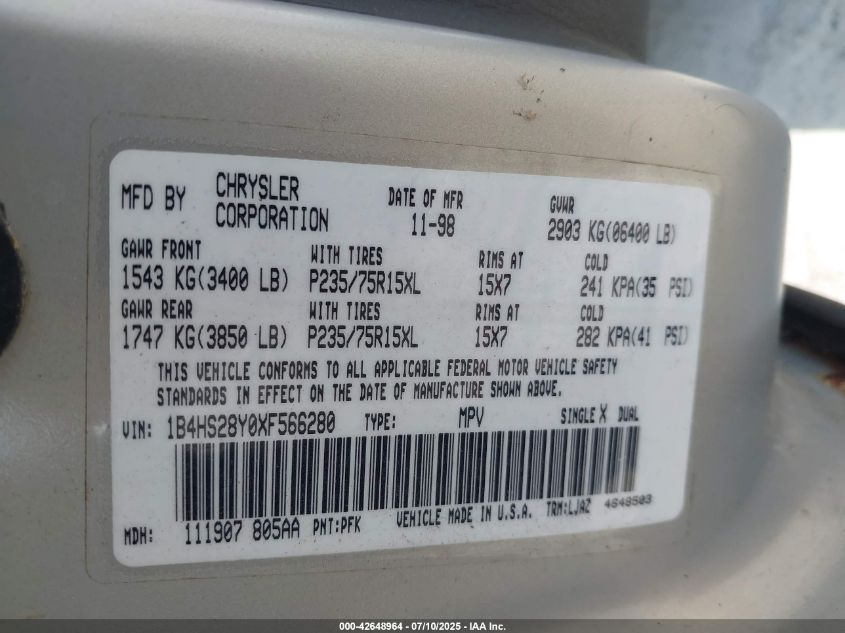 MFD BY CHRYSLER CORPORATION DATE OF MFR 11-98 GVWR 2903 KG(06400 LB)
GAWR FRONT WITH TIRES RIMS AT COLD
1543 KG(3400 LB) P235/75R15XL 15X7 241 KPA(35 PSI)
GAWR REAR WITH TIRES RIMS AT COLD
1747 KG(3850 LB) P235/75R15XL 15X7 282 KPA(41 PSI)
THIS VEHICLE CONFORMS TO ALL APPLICABLE FEDERAL MOTOR VEHICLE SAFETY
STANDARDS IN EFFECT ON THE DATE OF MANUFACTURE SHOWN ABOVE.
VIN: 1B4HS28Y0XF566280 TYPE: MPV SINGLE X DUAL
MDH: 111907 805AA PNT:PFK VEHICLE MADE IN U.S.A. TRM:LJAZ 4648503
000-42648964 - 07/10/2025 - IAA Inc.